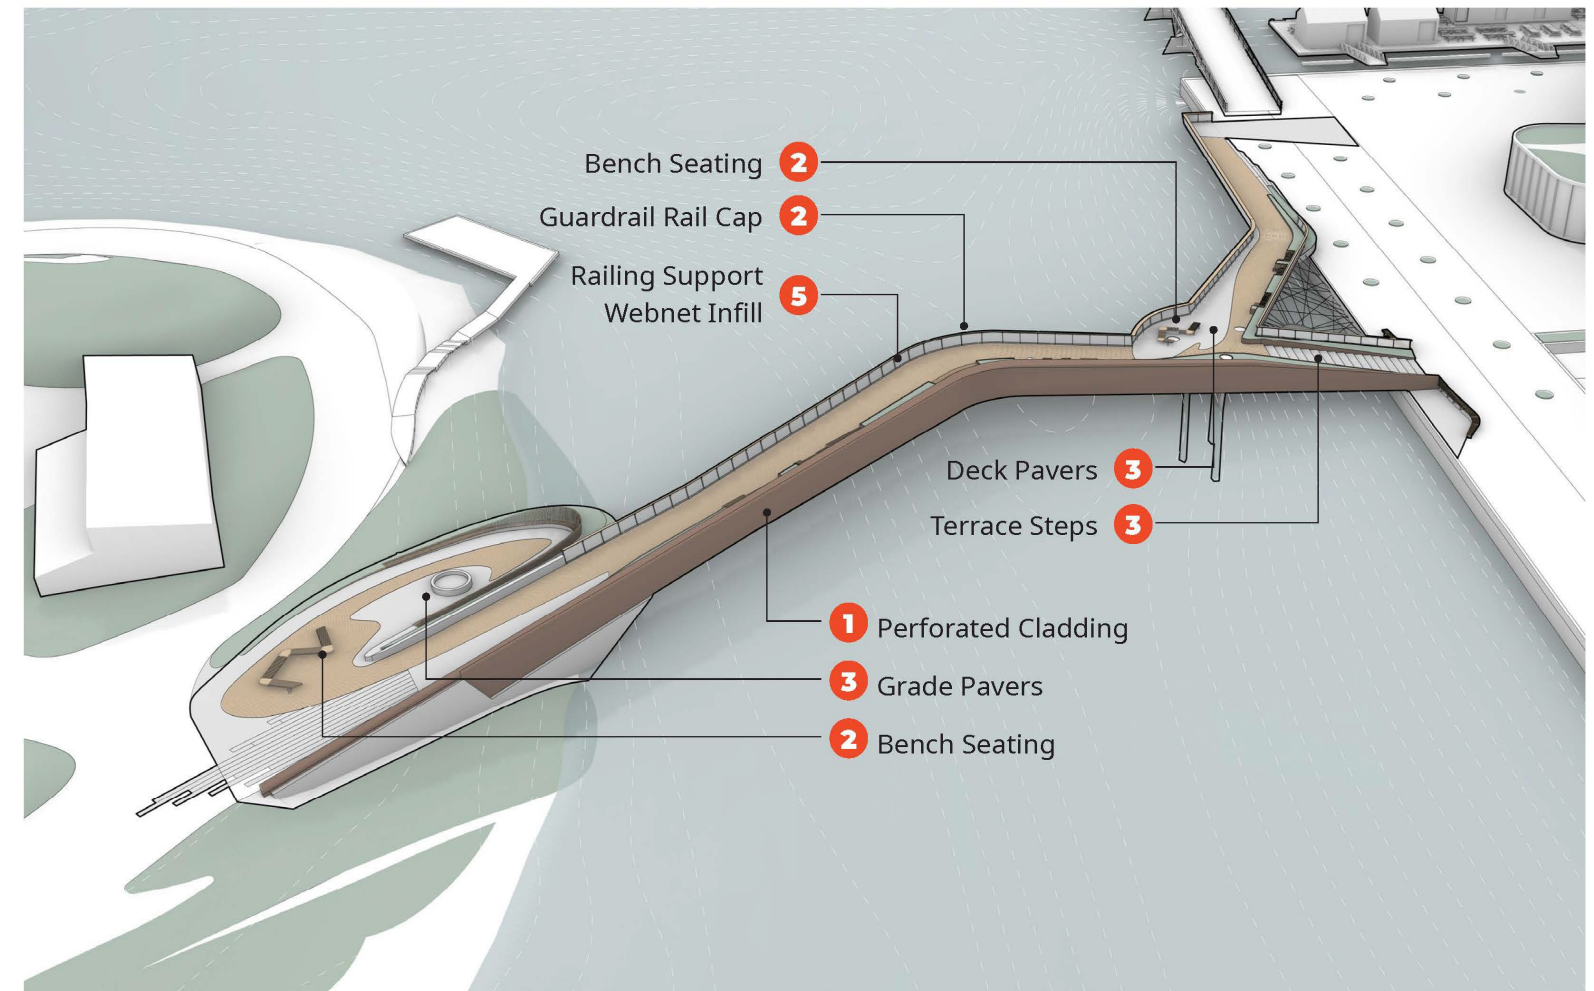 Bench Seating 2
Guardrail Rail Cap 2
Railing Support
Webnet Infill 5
Deck Pavers 3
Terrace Steps 3
1 Perforated Cladding
3 Grade Pavers
2 Bench Seating